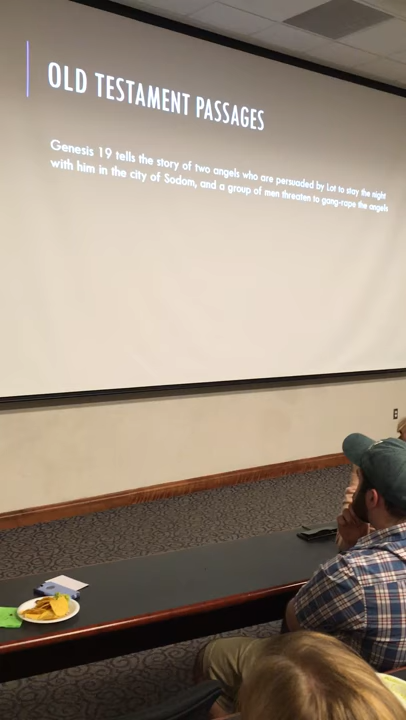 OLD TESTAMENT PASSAGES
Genesis 19 tells the story of two angels who are persuaded by Lot to stay the night
with him in the city of Sodom, and a group of men threaten to gang-rape the angels